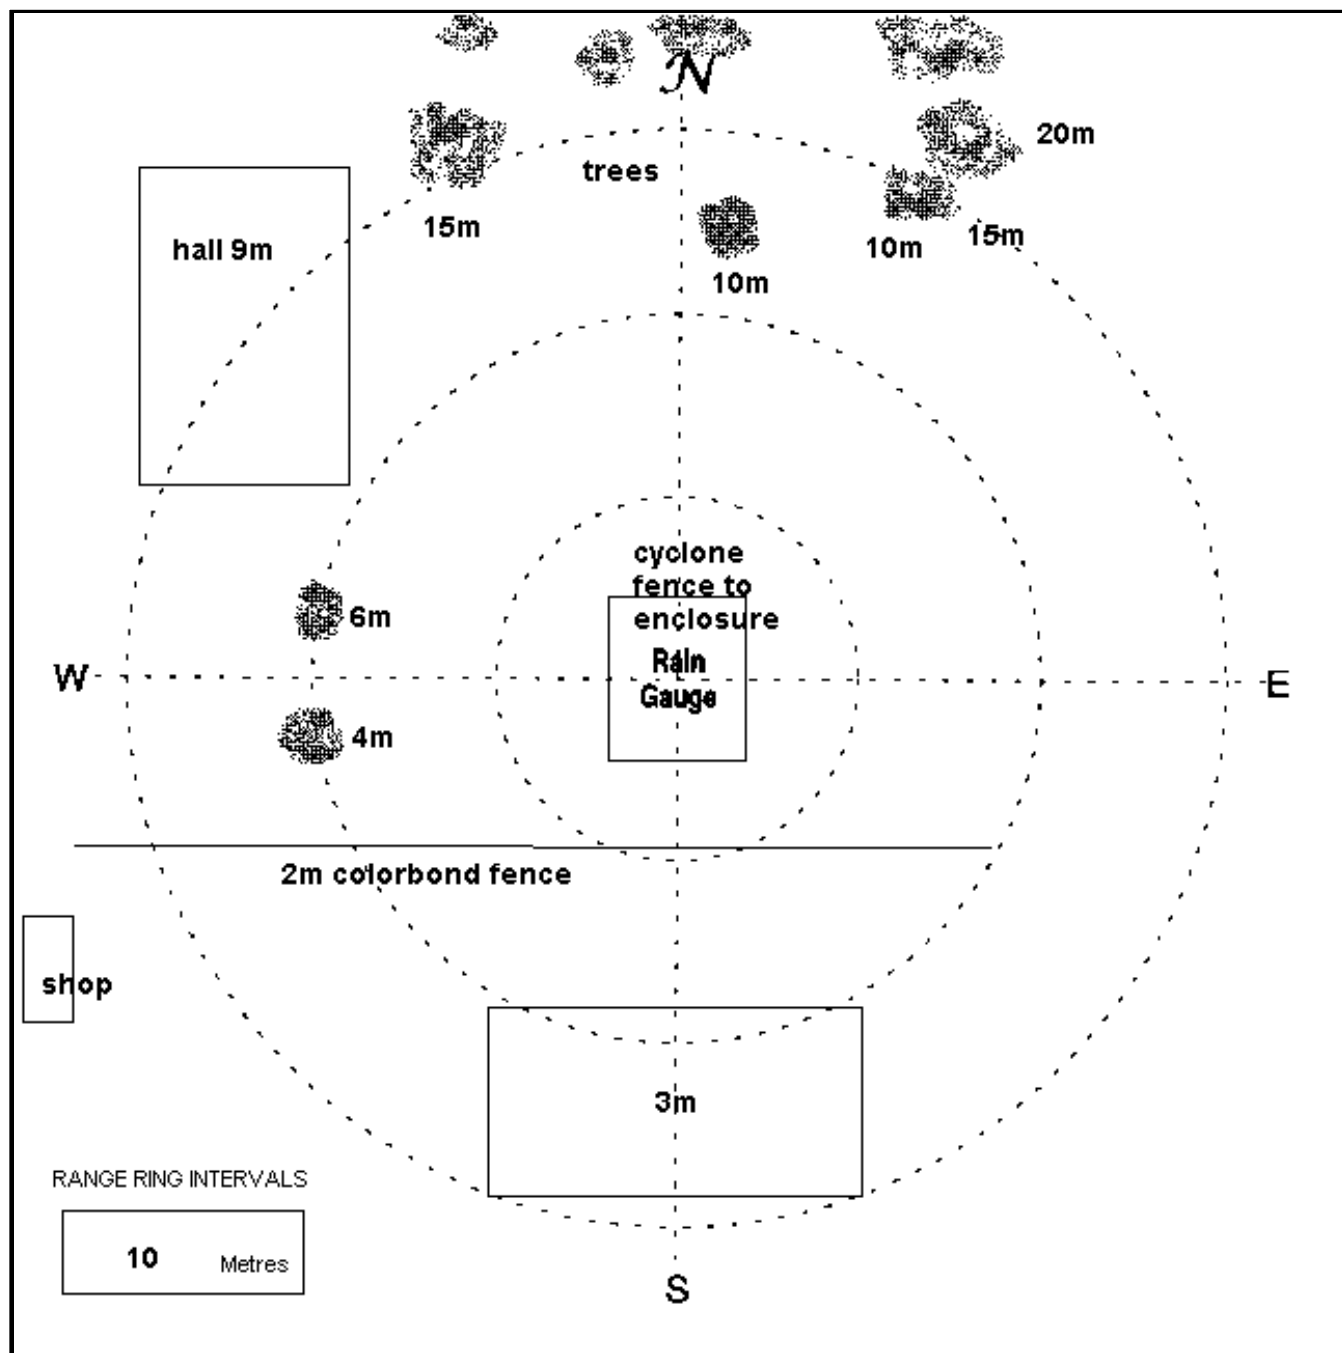 N
20m
trees
15m
10m
15m
hall 9m
10m
cyclone
fence to
enclosure
6m
Rain
Gauge
W
E
4m
2m colorbond fence
shop
3m
RANGE RING INTERVALS
10 Metres
S